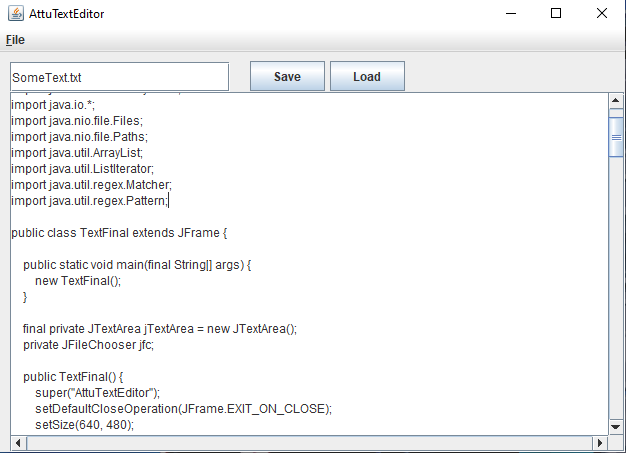 AttuTextEditor
File
SomeText.txt Save Load
import java.io.*;
import java.nio.file.Files;
import java.nio.file.Paths;
import java.util.ArrayList;
import java.util.ListIterator;
import java.util.regex.Matcher;
import java.util.regex.Pattern;
public class TextFinal extends JFrame {
public static void main(final String[] args) {
new TextFinal();
}
final private JTextArea jTextArea = new JTextArea();
private JFileChooser jfc;
public TextFinal() {
super("AttuTextEditor");
setDefaultCloseOperation(JFrame.EXIT_ON_CLOSE);
setSize(640, 480);